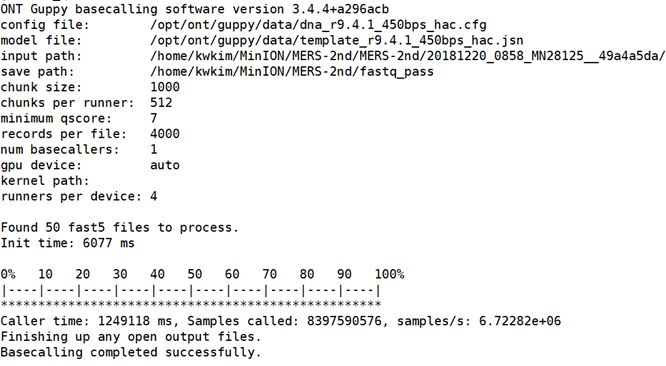 ONT Guppy basecalling software version 3.4.4+a296acb
config file:        /opt/ont/guppy/data/dna_r9.4.1_450bps_hac.cfg
model file:         /opt/ont/guppy/data/template_r9.4.1_450bps_hac.jsn
input path:         /home/kwkim/MinION/MERS-2nd/MERS-2nd/20181220_0858_MN28125__49a4a5da/
save path:          /home/kwkim/MinION/MERS-2nd/fastq_pass
chunk size:         1000
chunks per runner:  512
minimum qscore:     7
records per file:   4000
num basecallers:    1
gpu device:         auto
kernel path:
runners per device: 4
Found 50 fast5 files to process.
Init time: 6077 ms
0%   10   20   30   40   50   60   70   80   90   100%
|----|----|----|----|----|----|----|----|----|----|
***************************************************
Caller time: 1249118 ms, Samples called: 8397590576, samples/s: 6.72282e+06
Finishing up any open output files.
Basecalling completed successfully.